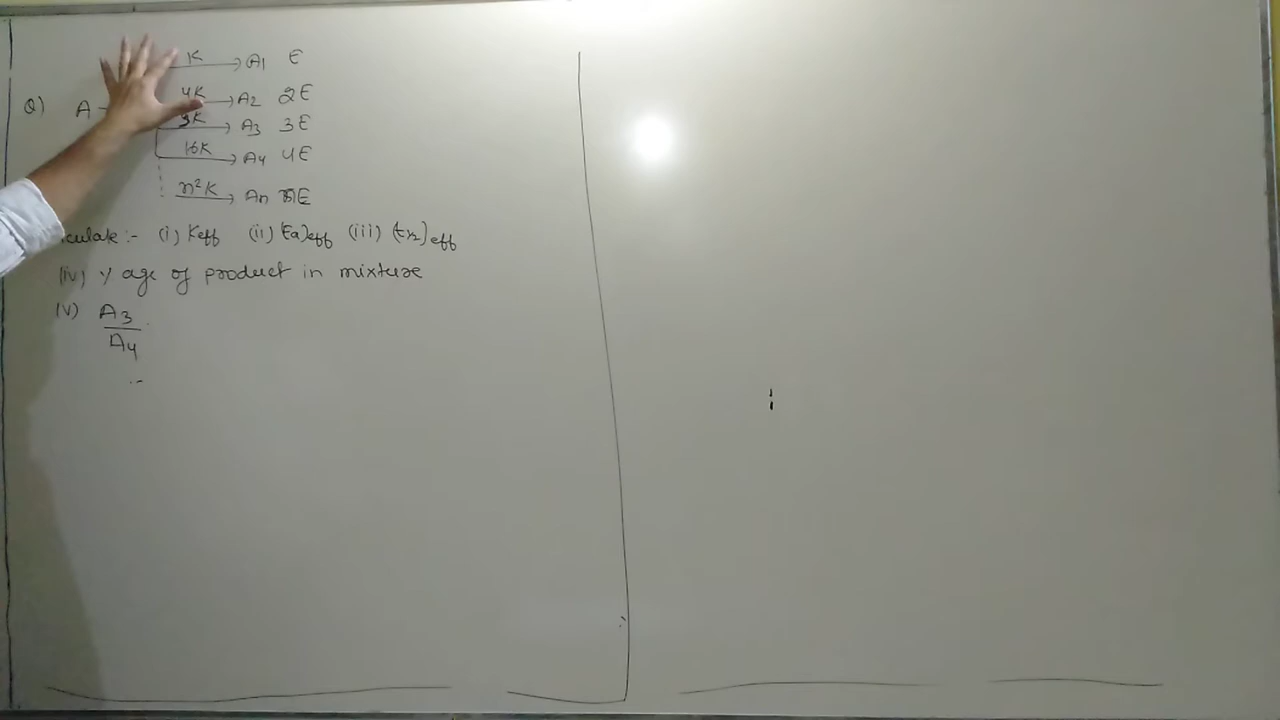 K → A1 E
Q) A
4K → A2 2E
3K → A3 3E
16K → A4 4E
n²K → An nE
culate :- (i) Keff (ii) (Ea)eff (iii) (t½)eff
(iv) % age of product in mixture
(v) A3
A4